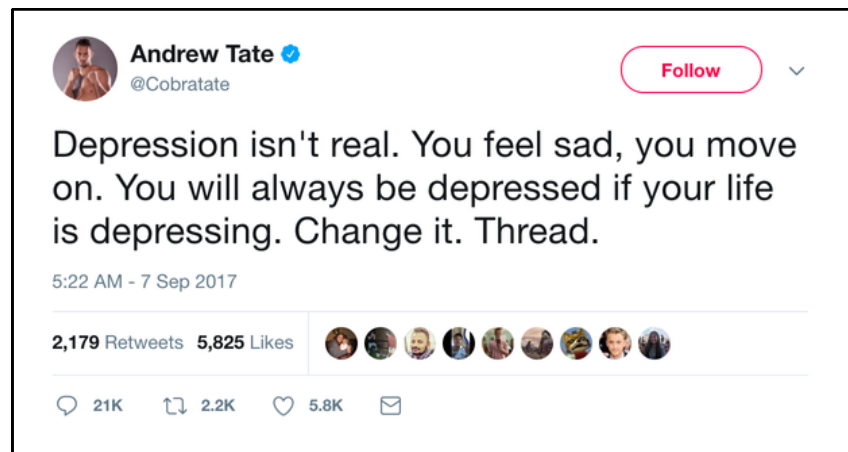 Andrew Tate
@Cobratate
Follow
Depression isn't real. You feel sad, you move
on. You will always be depressed if your life
is depressing. Change it. Thread.
5:22 AM - 7 Sep 2017
2,179 Retweets 5,825 Likes
21K 2.2K 5.8K